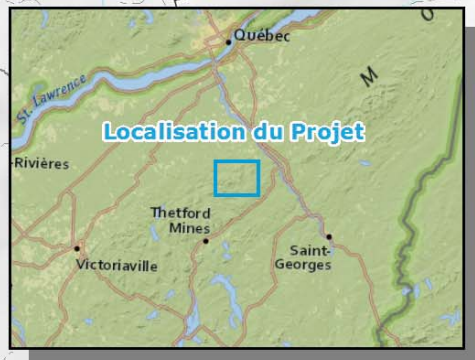 Québec
M O
St. Lawrence
Localisation du Projet
-Rivières
Thetford
Mines
Saint-
Georges
Victoriaville